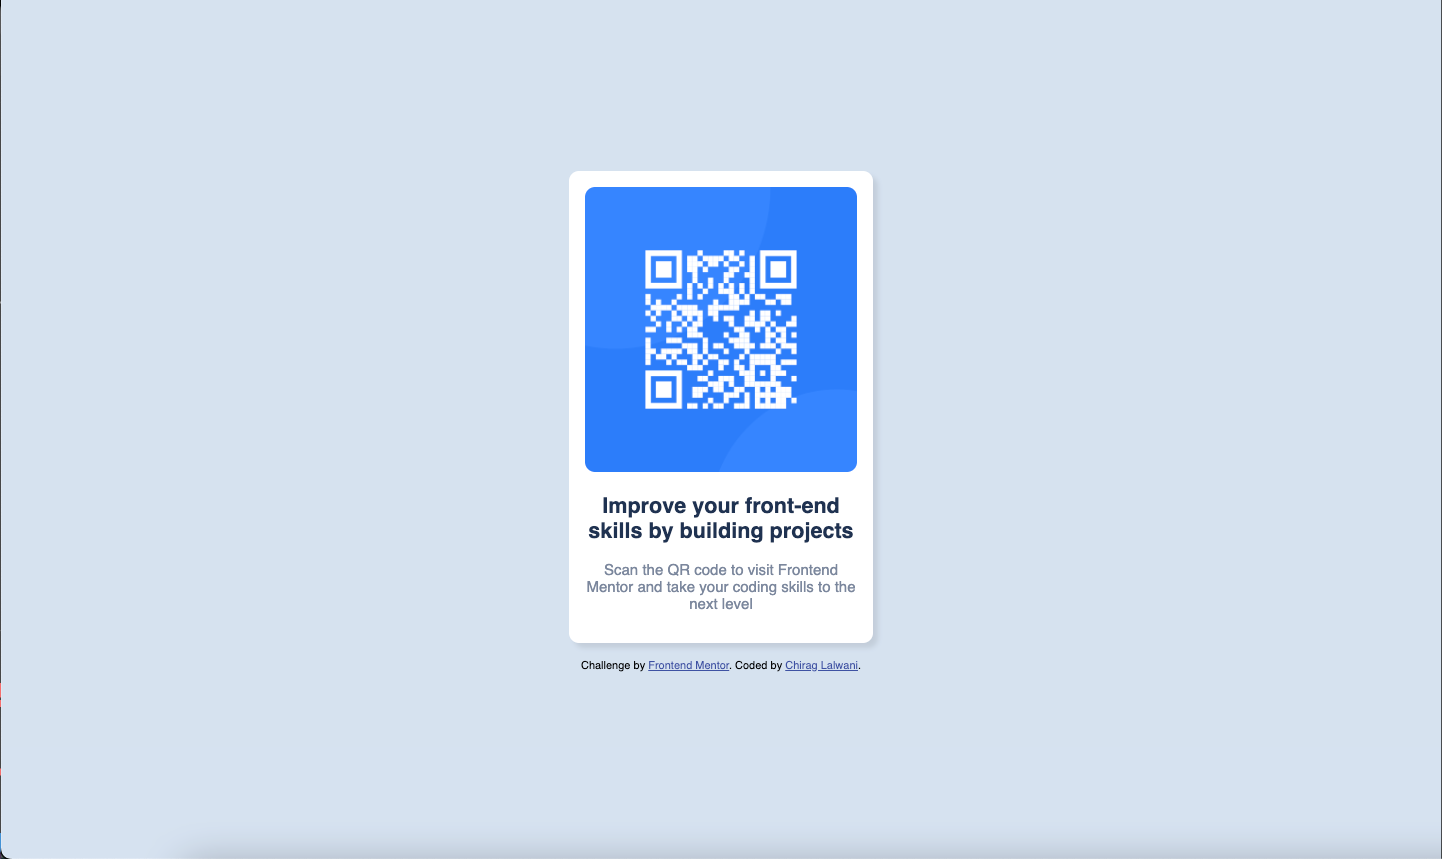 Improve your front-end
skills by building projects
Scan the QR code to visit Frontend
Mentor and take your coding skills to the
next level
Challenge by Frontend Mentor. Coded by Chirag Lalwani.